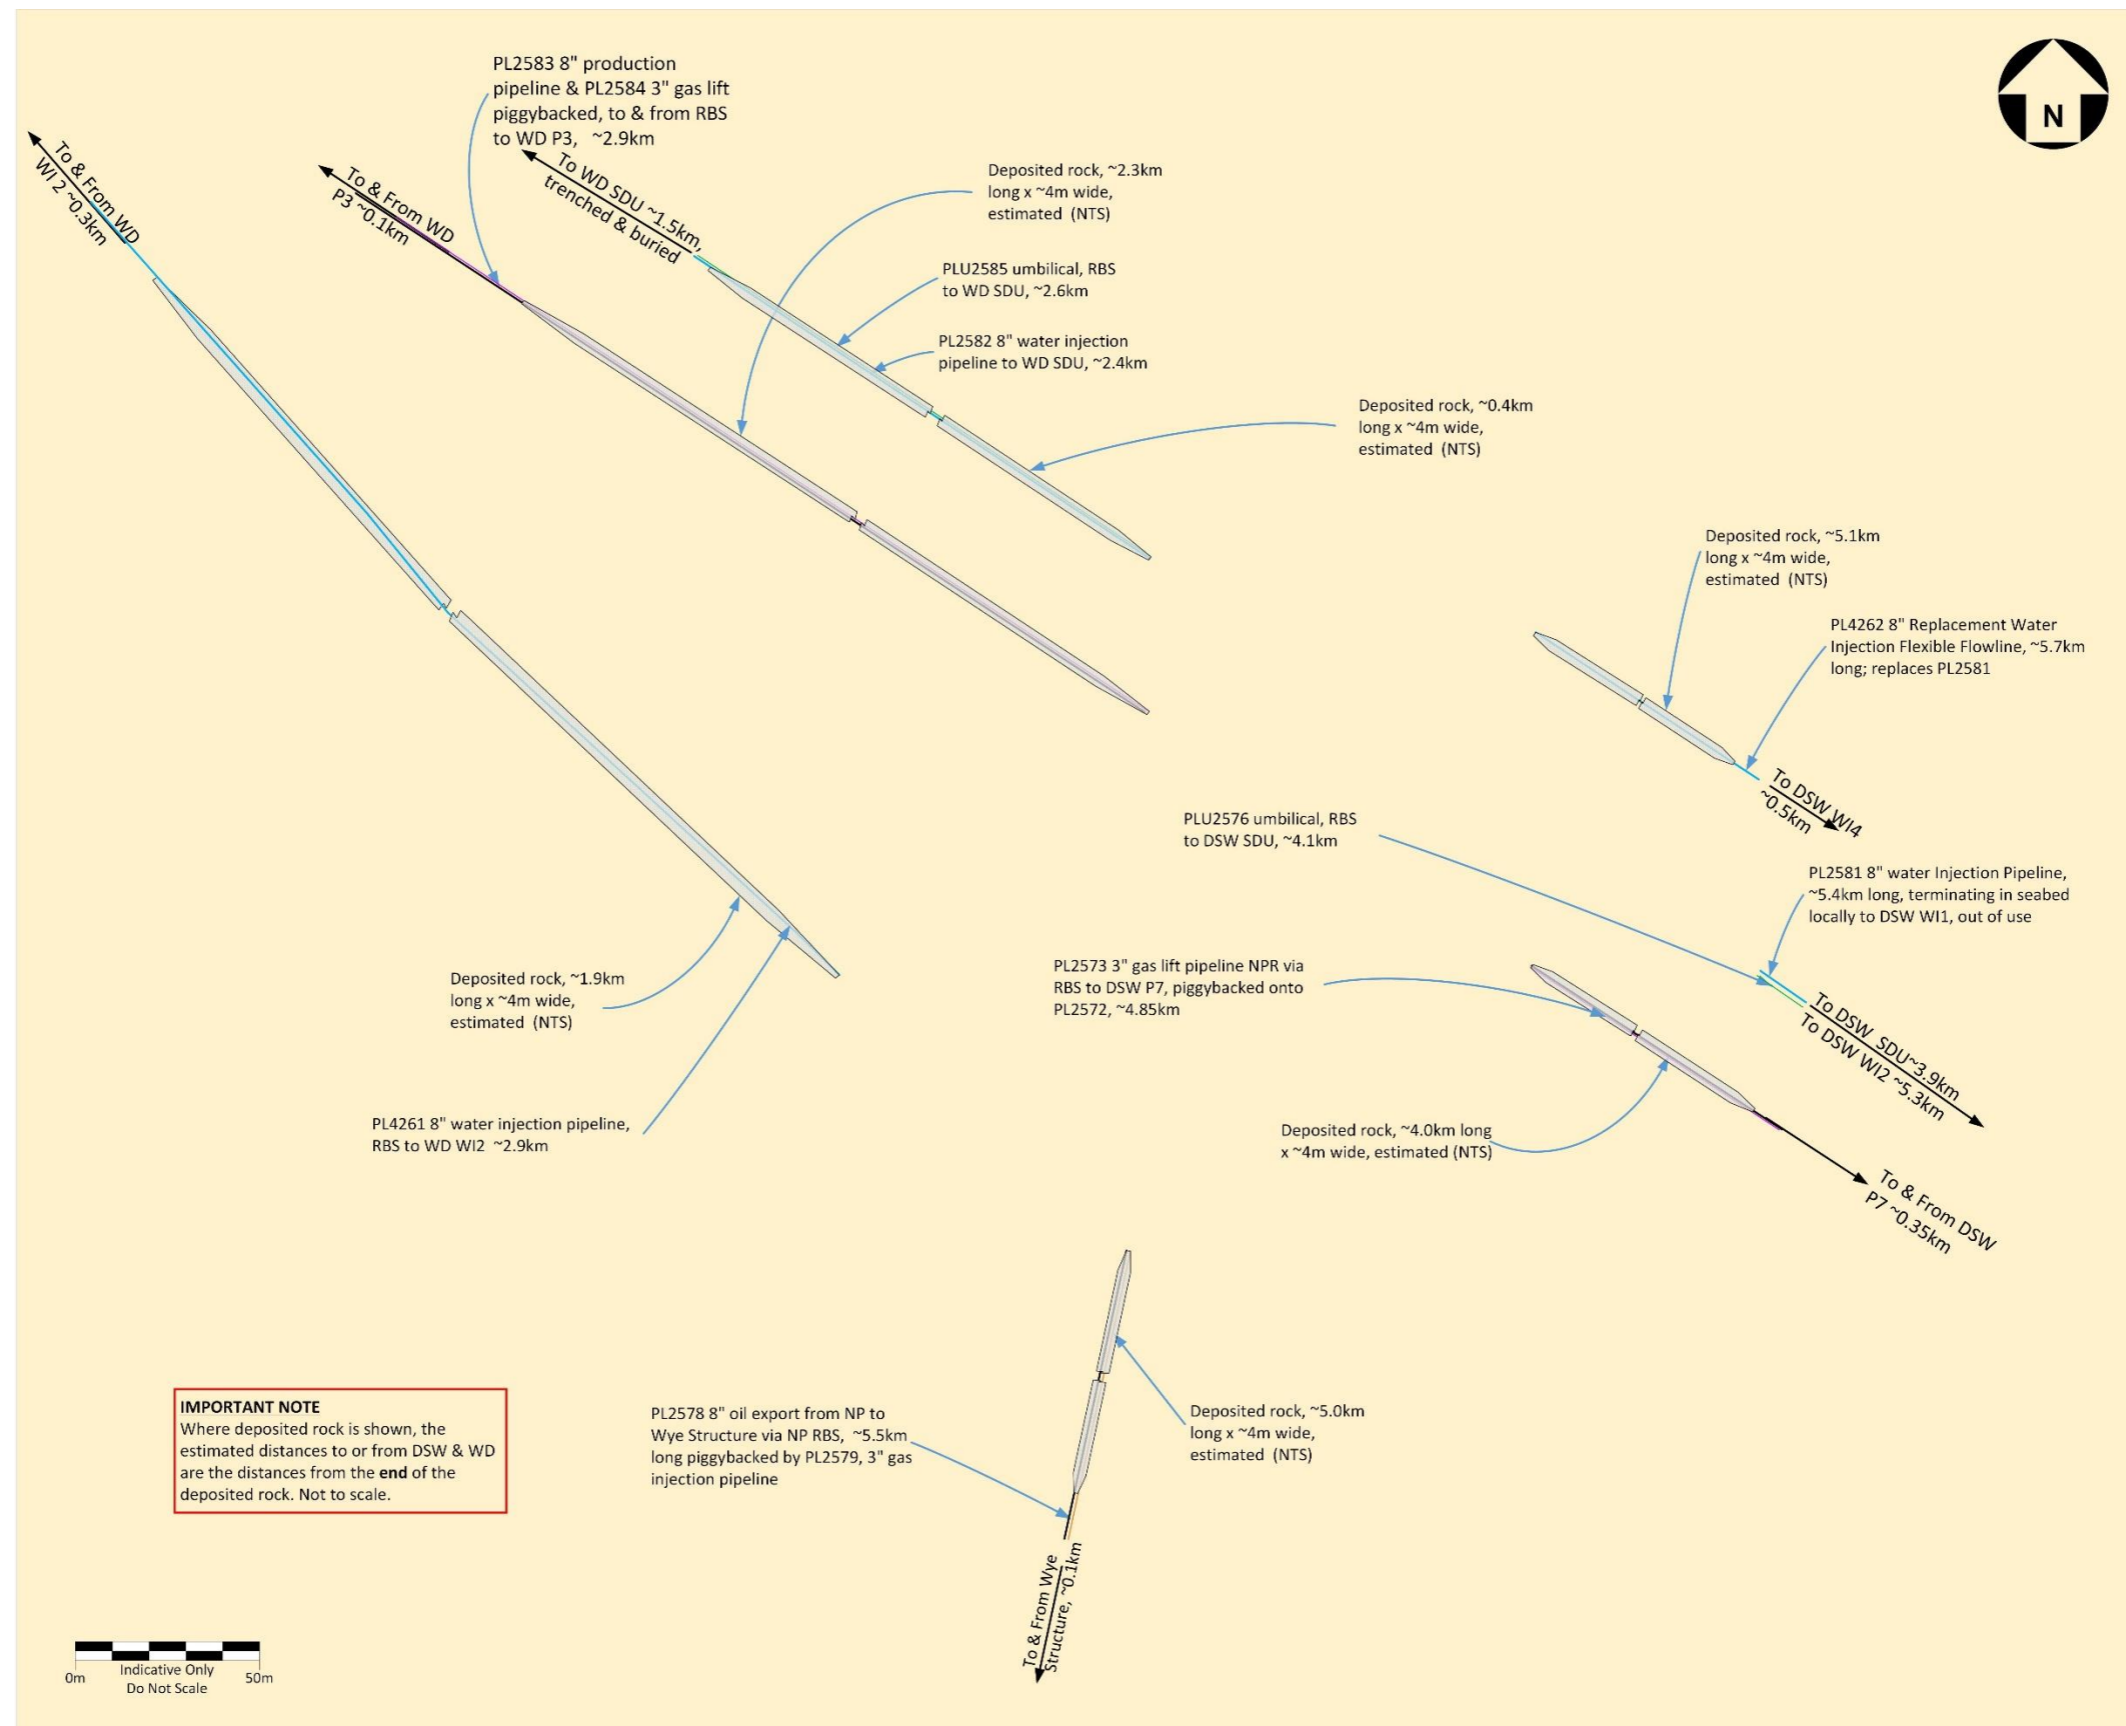 PL2583 8" production
pipeline & PL2584 3" gas lift
piggybacked, to & from RBS
to WD P3, ~2.9km
N
To & From WD
WI 2 ~0.3km
To & From WD
P3 ~0.1km
To WD SDU ~1.5km,
trenched & buried
Deposited rock, ~2.3km
long x ~4m wide,
estimated (NTS)
PLU2585 umbilical, RBS
to WD SDU, ~2.6km
PL2582 8" water injection
pipeline to WD SDU, ~2.4km
Deposited rock, ~0.4km
long x ~4m wide,
estimated (NTS)
Deposited rock, ~5.1km
long x ~4m wide,
estimated (NTS)
PL4262 8" Replacement Water
Injection Flexible Flowline, ~5.7km
long; replaces PL2581
To DSW WI4
~0.5km
PLU2576 umbilical, RBS
to DSW SDU, ~4.1km
PL2581 8" water Injection Pipeline,
~5.4km long, terminating in seabed
locally to DSW WI1, out of use
PL2573 3" gas lift pipeline NPR via
RBS to DSW P7, piggybacked onto
PL2572, ~4.85km
To DSW SDU~3.9km
To DSW WI2 ~5.3km
Deposited rock, ~1.9km
long x ~4m wide,
estimated (NTS)
PL4261 8" water injection pipeline,
RBS to WD WI2 ~2.9km
Deposited rock, ~4.0km long
x ~4m wide, estimated (NTS)
To & From DSW
P7 ~0.35km
IMPORTANT NOTE
Where deposited rock is shown, the
estimated distances to or from DSW & WD
are the distances from the end of the
deposited rock. Not to scale.
PL2578 8" oil export from NP to
Wye Structure via NP RBS, ~5.5km
long piggybacked by PL2579, 3" gas
injection pipeline
Deposited rock, ~5.0km
long x ~4m wide,
estimated (NTS)
To & From Wye
Structure, ~0.1km
0m
Indicative Only
Do Not Scale
50m